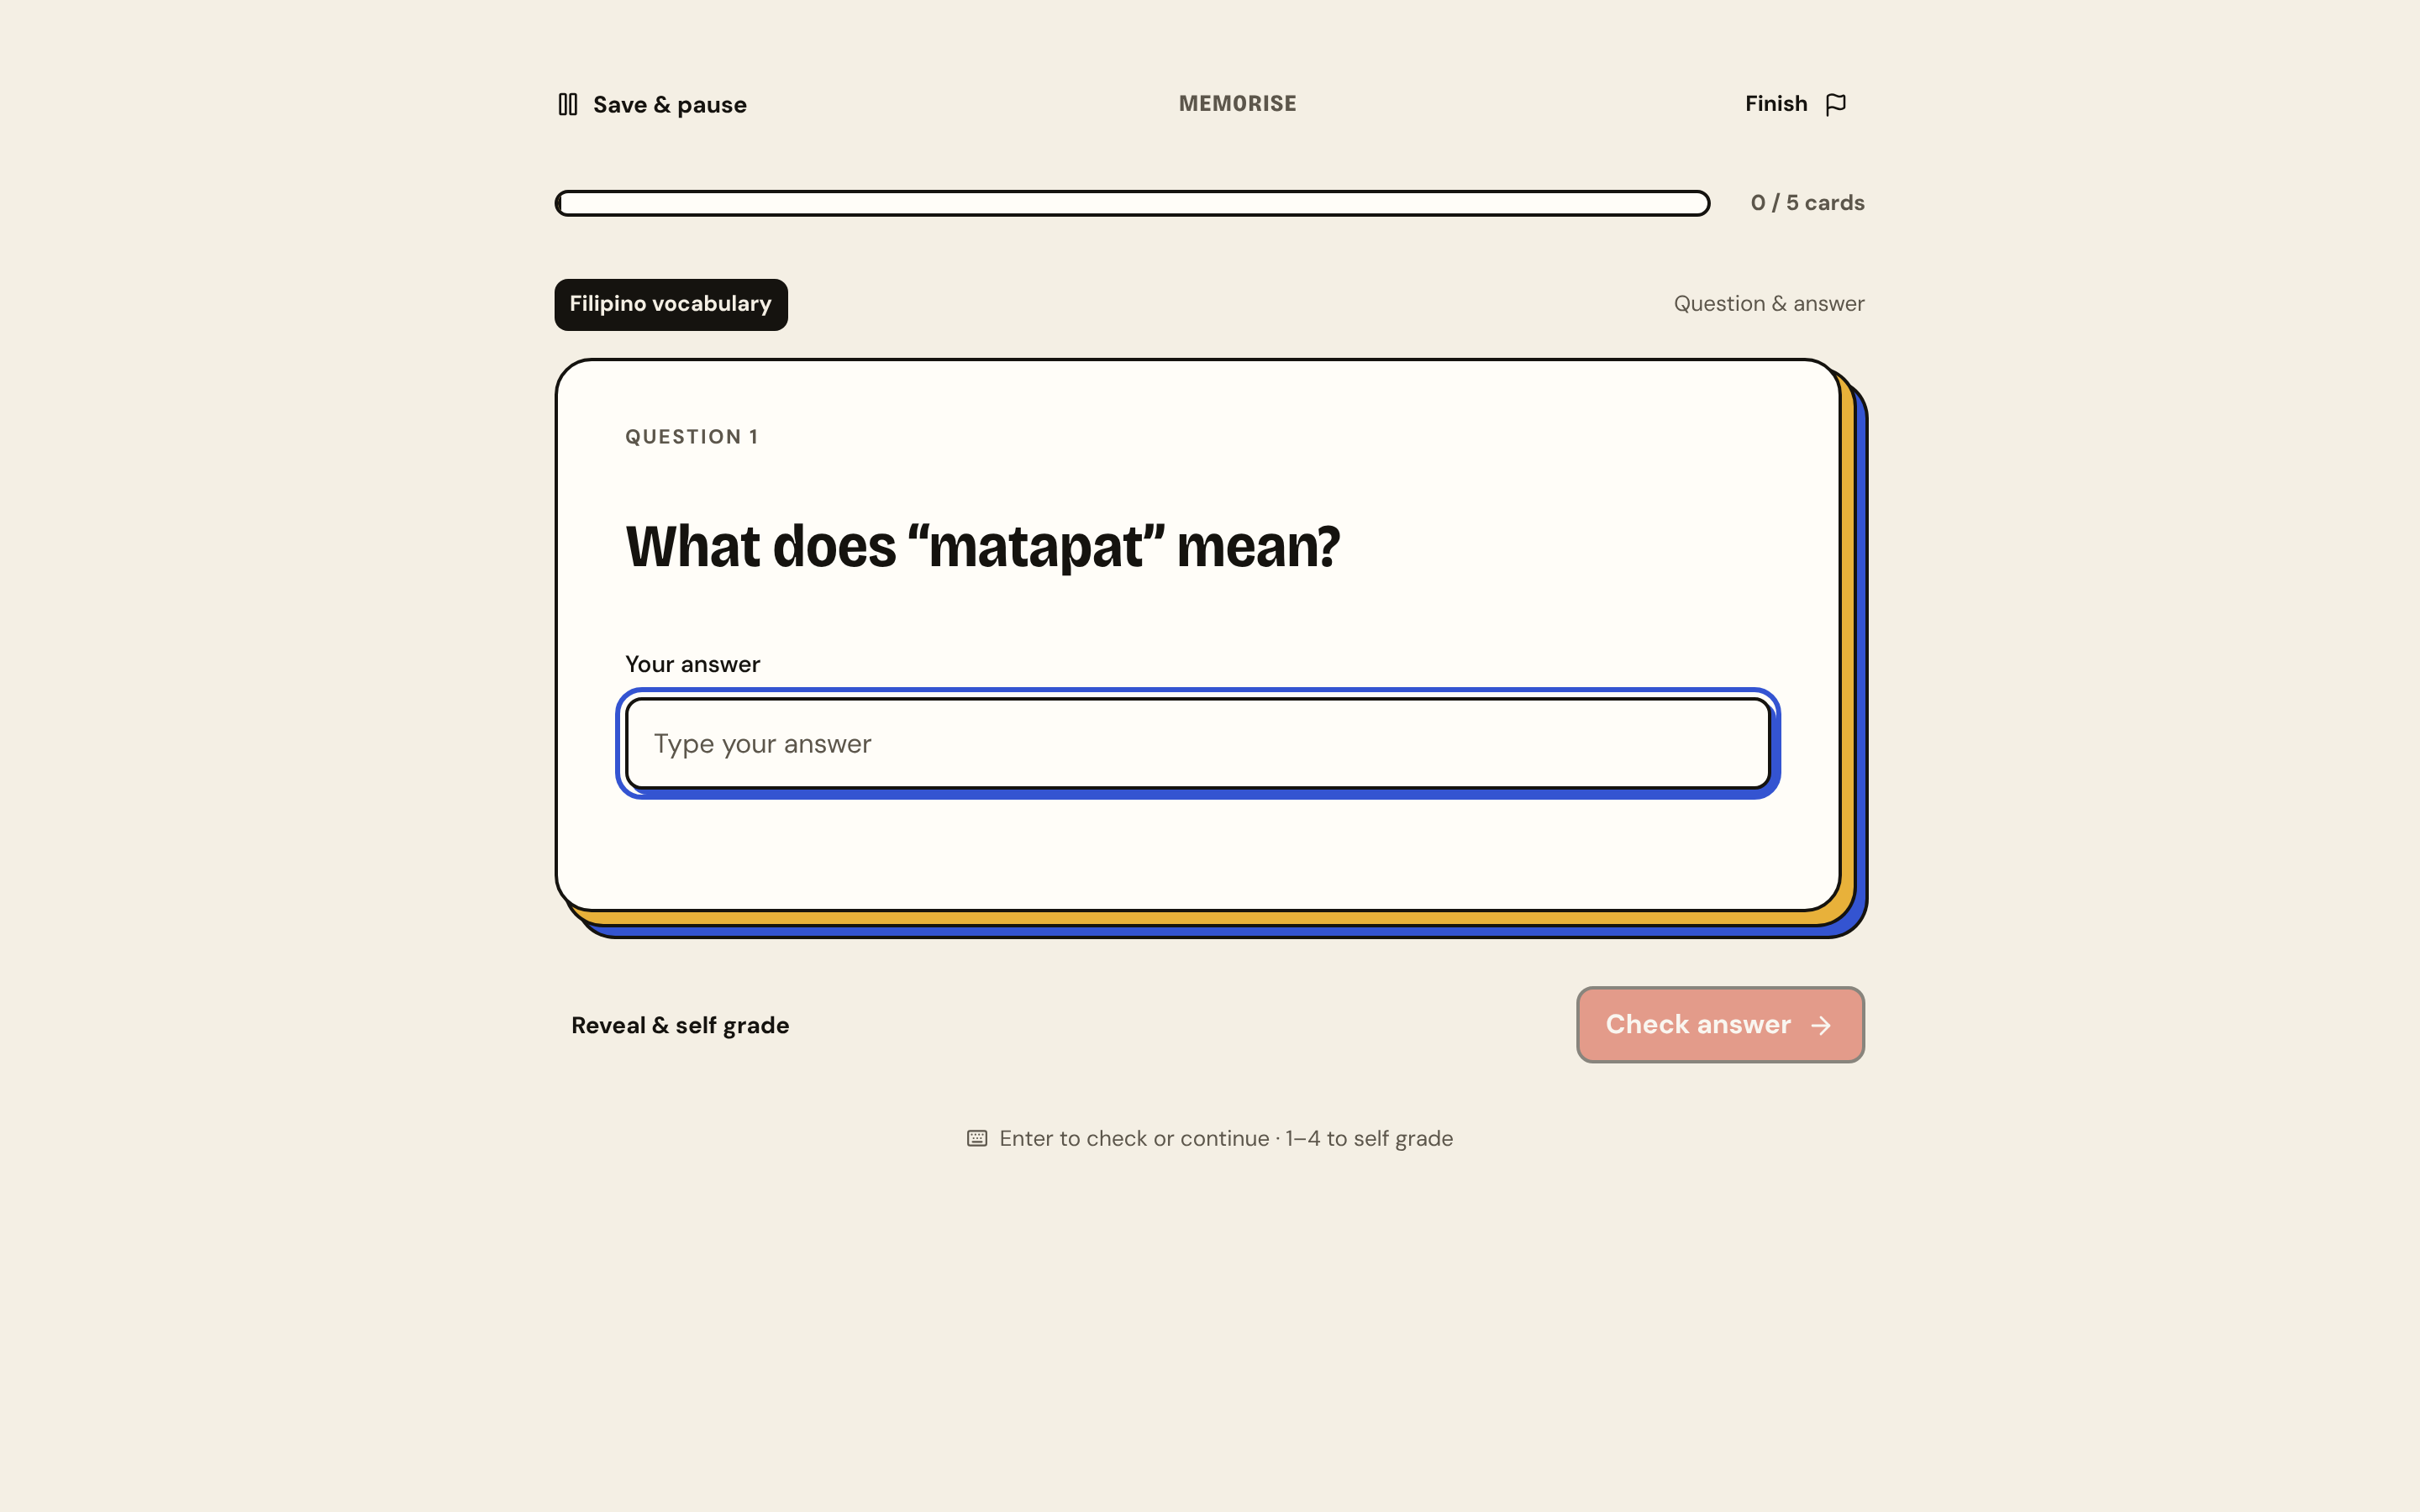 Save & pause
MEMORISE
Finish
0 / 5 cards
Filipino vocabulary
Question & answer
QUESTION 1
What does “matapat” mean?
Your answer
Type your answer
Reveal & self grade
Check answer
Enter to check or continue · 1–4 to self grade